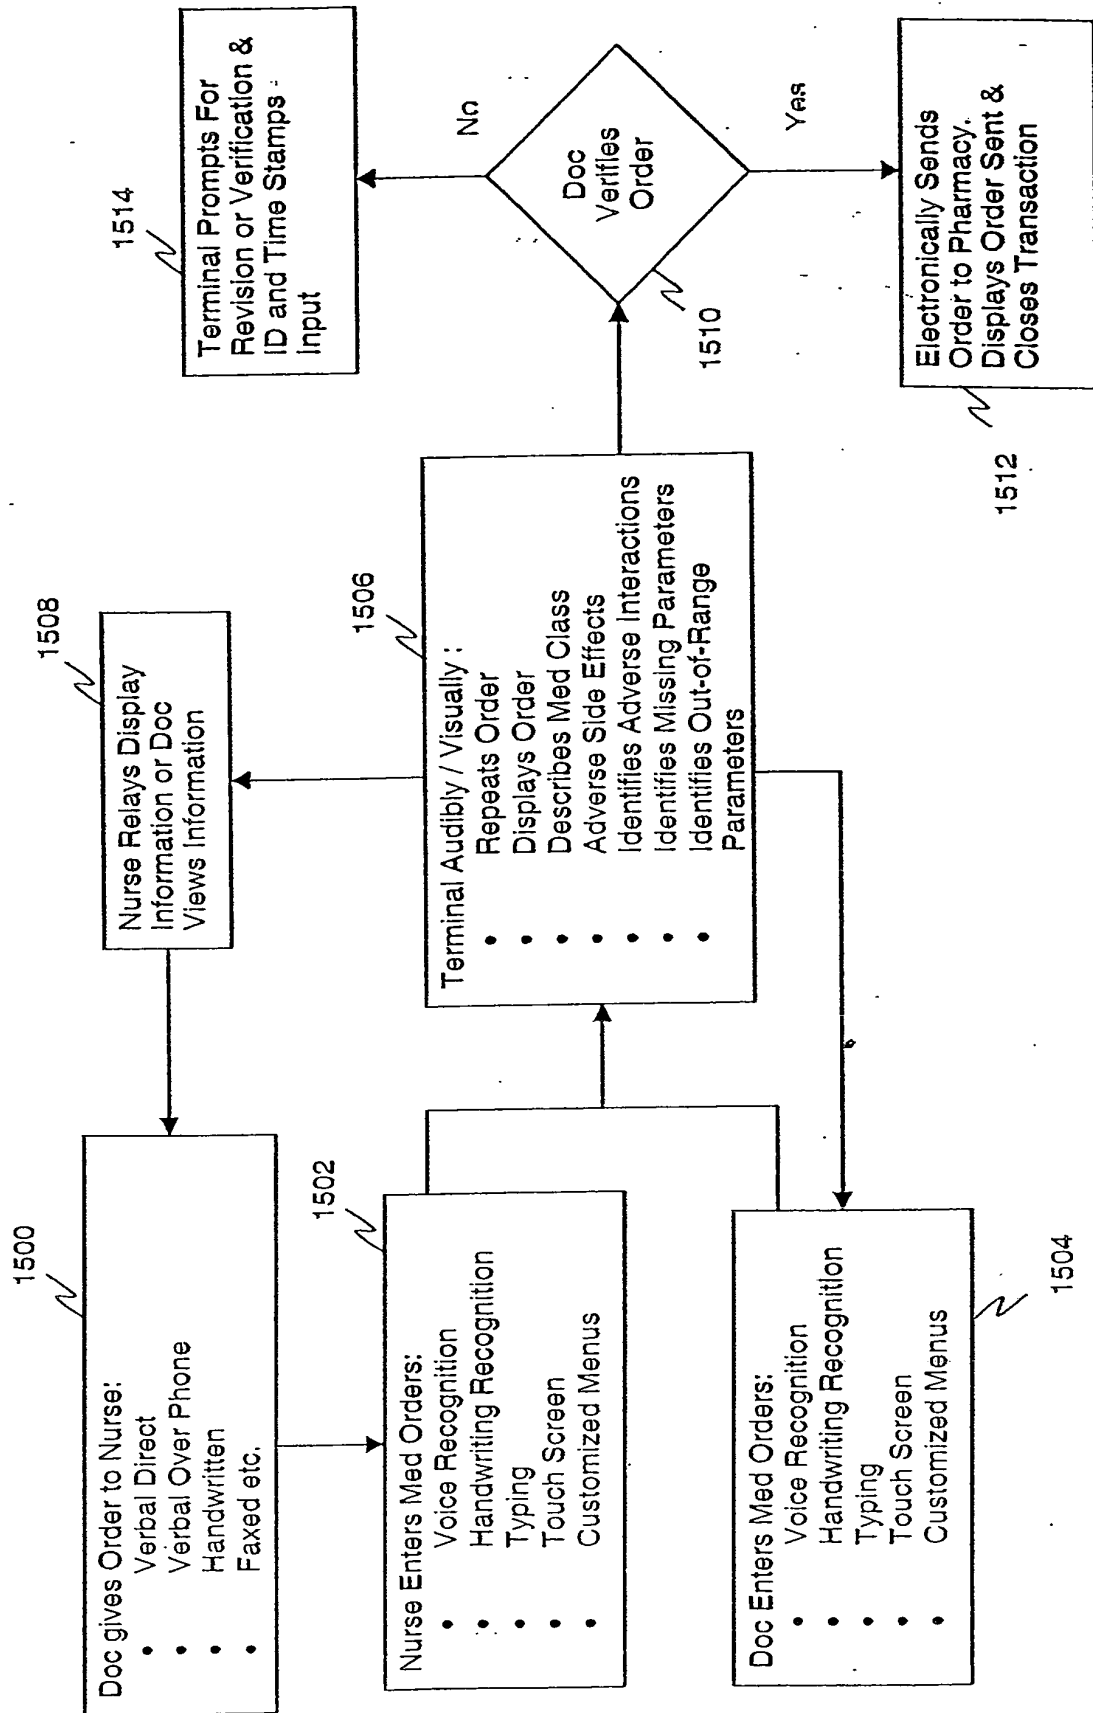 1500
Doc gives Order to Nurse:
• Verbal Direct
• Verbal Over Phone
• Handwritten
• Faxed etc.
1502
Nurse Enters Med Orders:
• Voice Recognition
• Handwriting Recognition
• Typing
• Touch Screen
• Customized Menus
Doc Enters Med Orders:
• Voice Recognition
• Handwriting Recognition
• Typing
• Touch Screen
• Customized Menus
1504
1508
Nurse Relays Display
Information or Doc
Views Information
1506
Terminal Audibly / Visually :
• Repeats Order
• Displays Order
• Describes Med Class
• Adverse Side Effects
• Identifies Adverse Interactions
• Identifies Missing Parameters
• Identifies Out-of-Range
Parameters
1514
Terminal Prompts For
Revision or Verification &
ID and Time Stamps
Input
No
Doc
Verifies
Order
1510
Yes
Electronically Sends
Order to Pharmacy.
Displays Order Sent &
Closes Transaction
1512